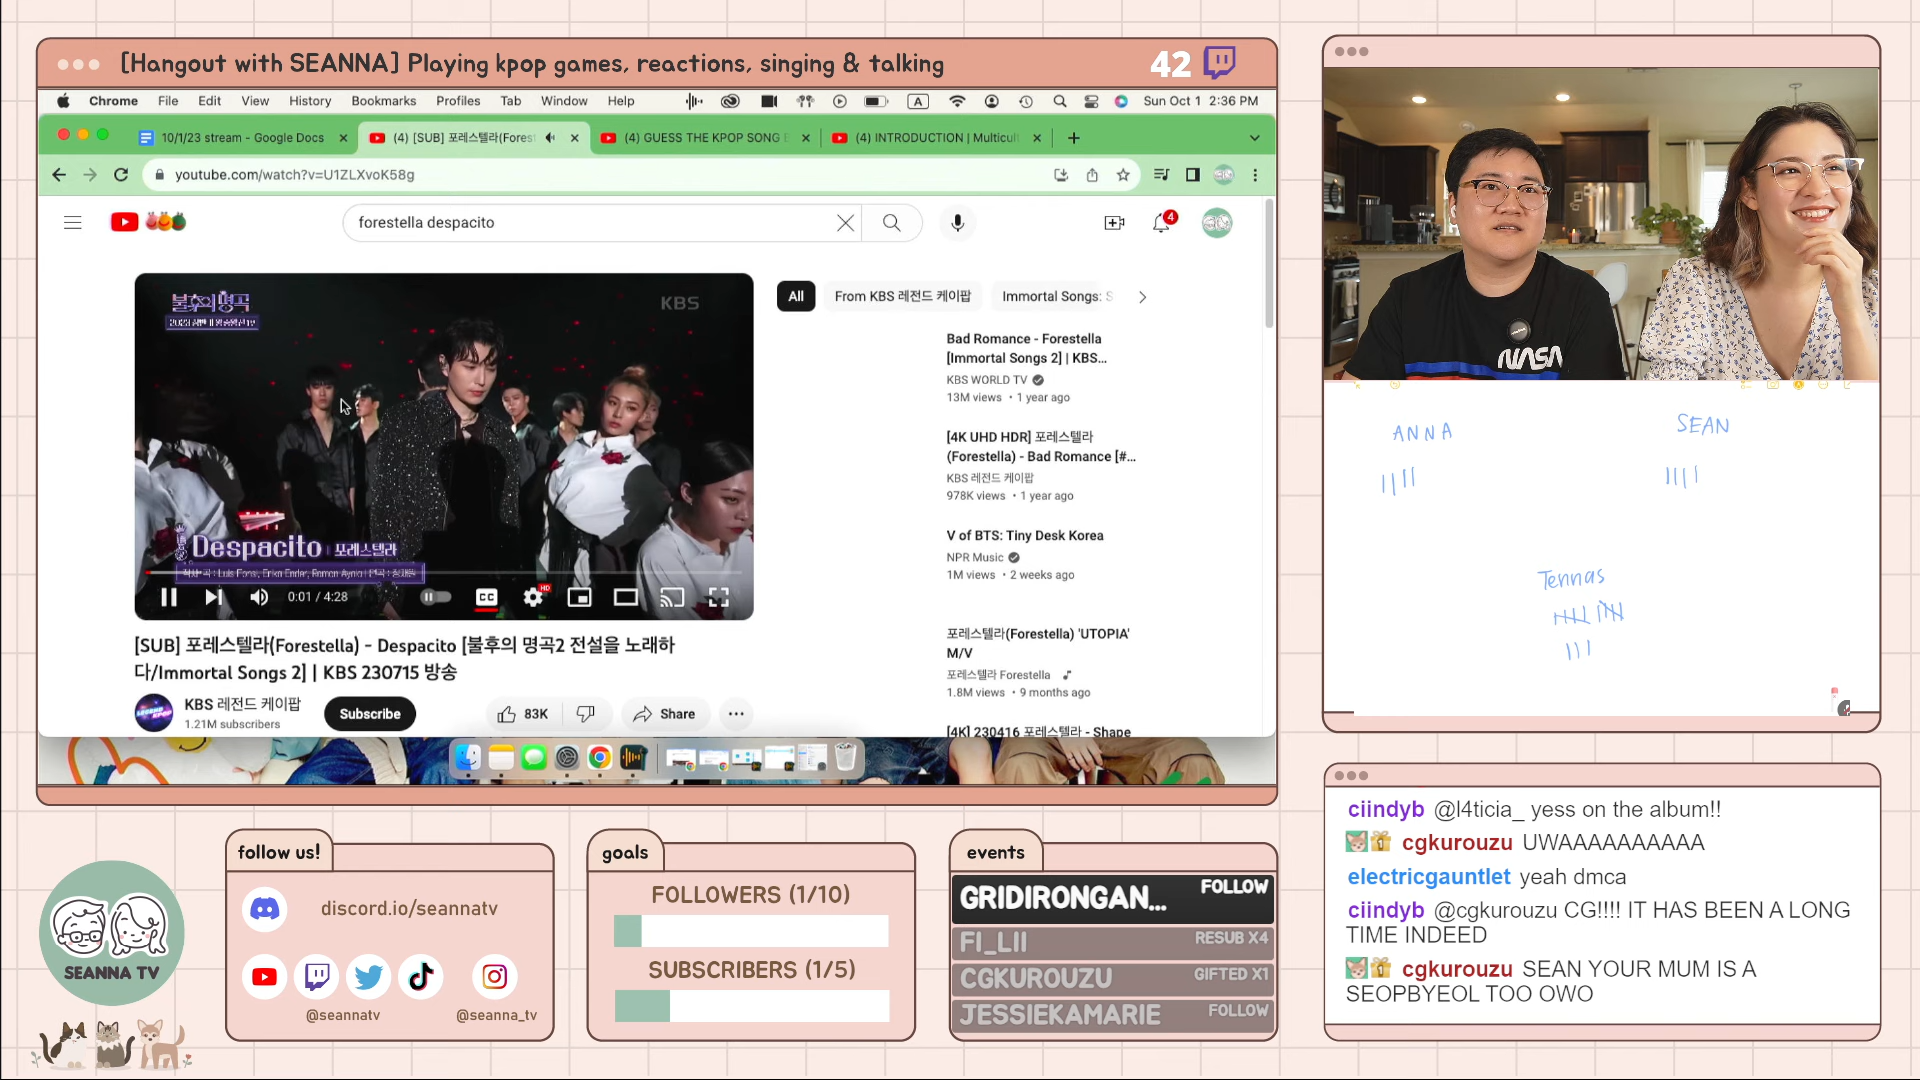 [Hangout with SEANNA] Playing kpop games, reactions, singing & talking
42
Chrome File Edit View History Bookmarks Profiles Tab Window Help
A
Sun Oct 1 2:36 PM
10/1/23 stream - Google Docs
(4) [SUB] 포레스텔라(Forest
(4) GUESS THE KPOP SONG
(4) INTRODUCTION | Multicul
youtube.com/watch?v=U1ZLXvoK58g
forestella despacito
4
불후의 명곡
KBS
Despacito 포레스텔라
0:01 / 4:28
CC
HD
[SUB] 포레스텔라(Forestella) - Despacito [불후의 명곡2 전설을 노래하
다/Immortal Songs 2] | KBS 230715 방송
KBS 레전드 케이팝
1.21M subscribers
Subscribe
83K
Share
All
From KBS 레전드 케이팝
Immortal Songs: S
Bad Romance - Forestella
[Immortal Songs 2] | KBS...
KBS WORLD TV
13M views • 1 year ago
[4K UHD HDR] 포레스텔라
(Forestella) - Bad Romance [#...
KBS 레전드 케이팝
978K views • 1 year ago
V of BTS: Tiny Desk Korea
NPR Music
1M views • 2 weeks ago
포레스텔라(Forestella) 'UTOPIA'
M/V
포레스텔라 Forestella
1.8M views • 9 months ago
[4K] 230416 포레스텔라 - Shape
NASA
ANNA
SEAN
Tennas
ciindyb @l4ticia_ yess on the album!!
cgkurouzu UWAAAAAAAAAA
electricgauntlet yeah dmca
ciindyb @cgkurouzu CG!!!! IT HAS BEEN A LONG
TIME INDEED
cgkurouzu SEAN YOUR MUM IS A
SEOPBYEOL TOO OWO
SEANNA TV
follow us!
discord.io/seannatv
@seannatv
@seanna_tv
goals
FOLLOWERS (1/10)
SUBSCRIBERS (1/5)
events
GRIDIRONGAN... FOLLOW
FI_LII RESUB X4
CGKUROUZU GIFTED X1
JESSIEKAMARIE FOLLOW